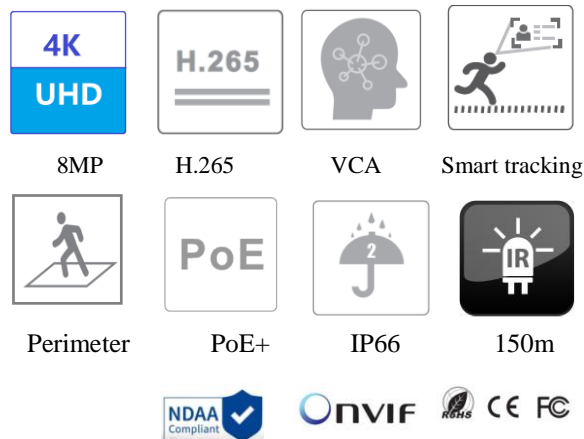 4K
UHD
H.265
8MP H.265 VCA Smart tracking
PoE
2
IR
Perimeter PoE+ IP66 150m
NDAA
Compliant
ONVIF
RoHS CE FC